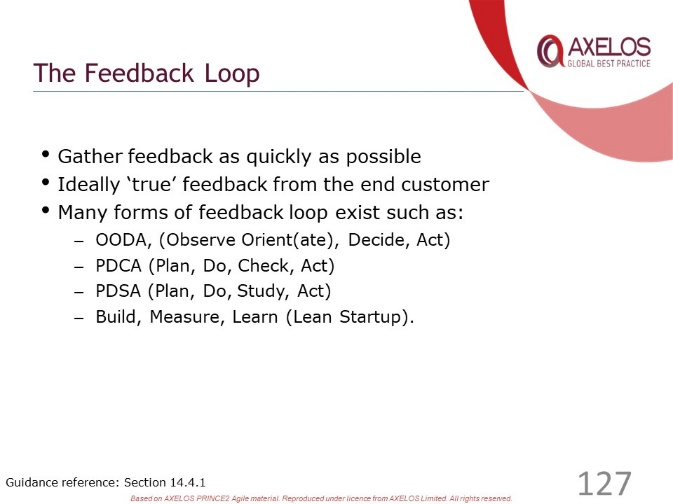 AXELOS
GLOBAL BEST PRACTICE
The Feedback Loop
• Gather feedback as quickly as possible
• Ideally ‘true’ feedback from the end customer
• Many forms of feedback loop exist such as:
– OODA, (Observe Orient(ate), Decide, Act)
– PDCA (Plan, Do, Check, Act)
– PDSA (Plan, Do, Study, Act)
– Build, Measure, Learn (Lean Startup).
Guidance reference: Section 14.4.1
127
Based on AXELOS PRINCE2 Agile material. Reproduced under licence from AXELOS Limited. All rights reserved.